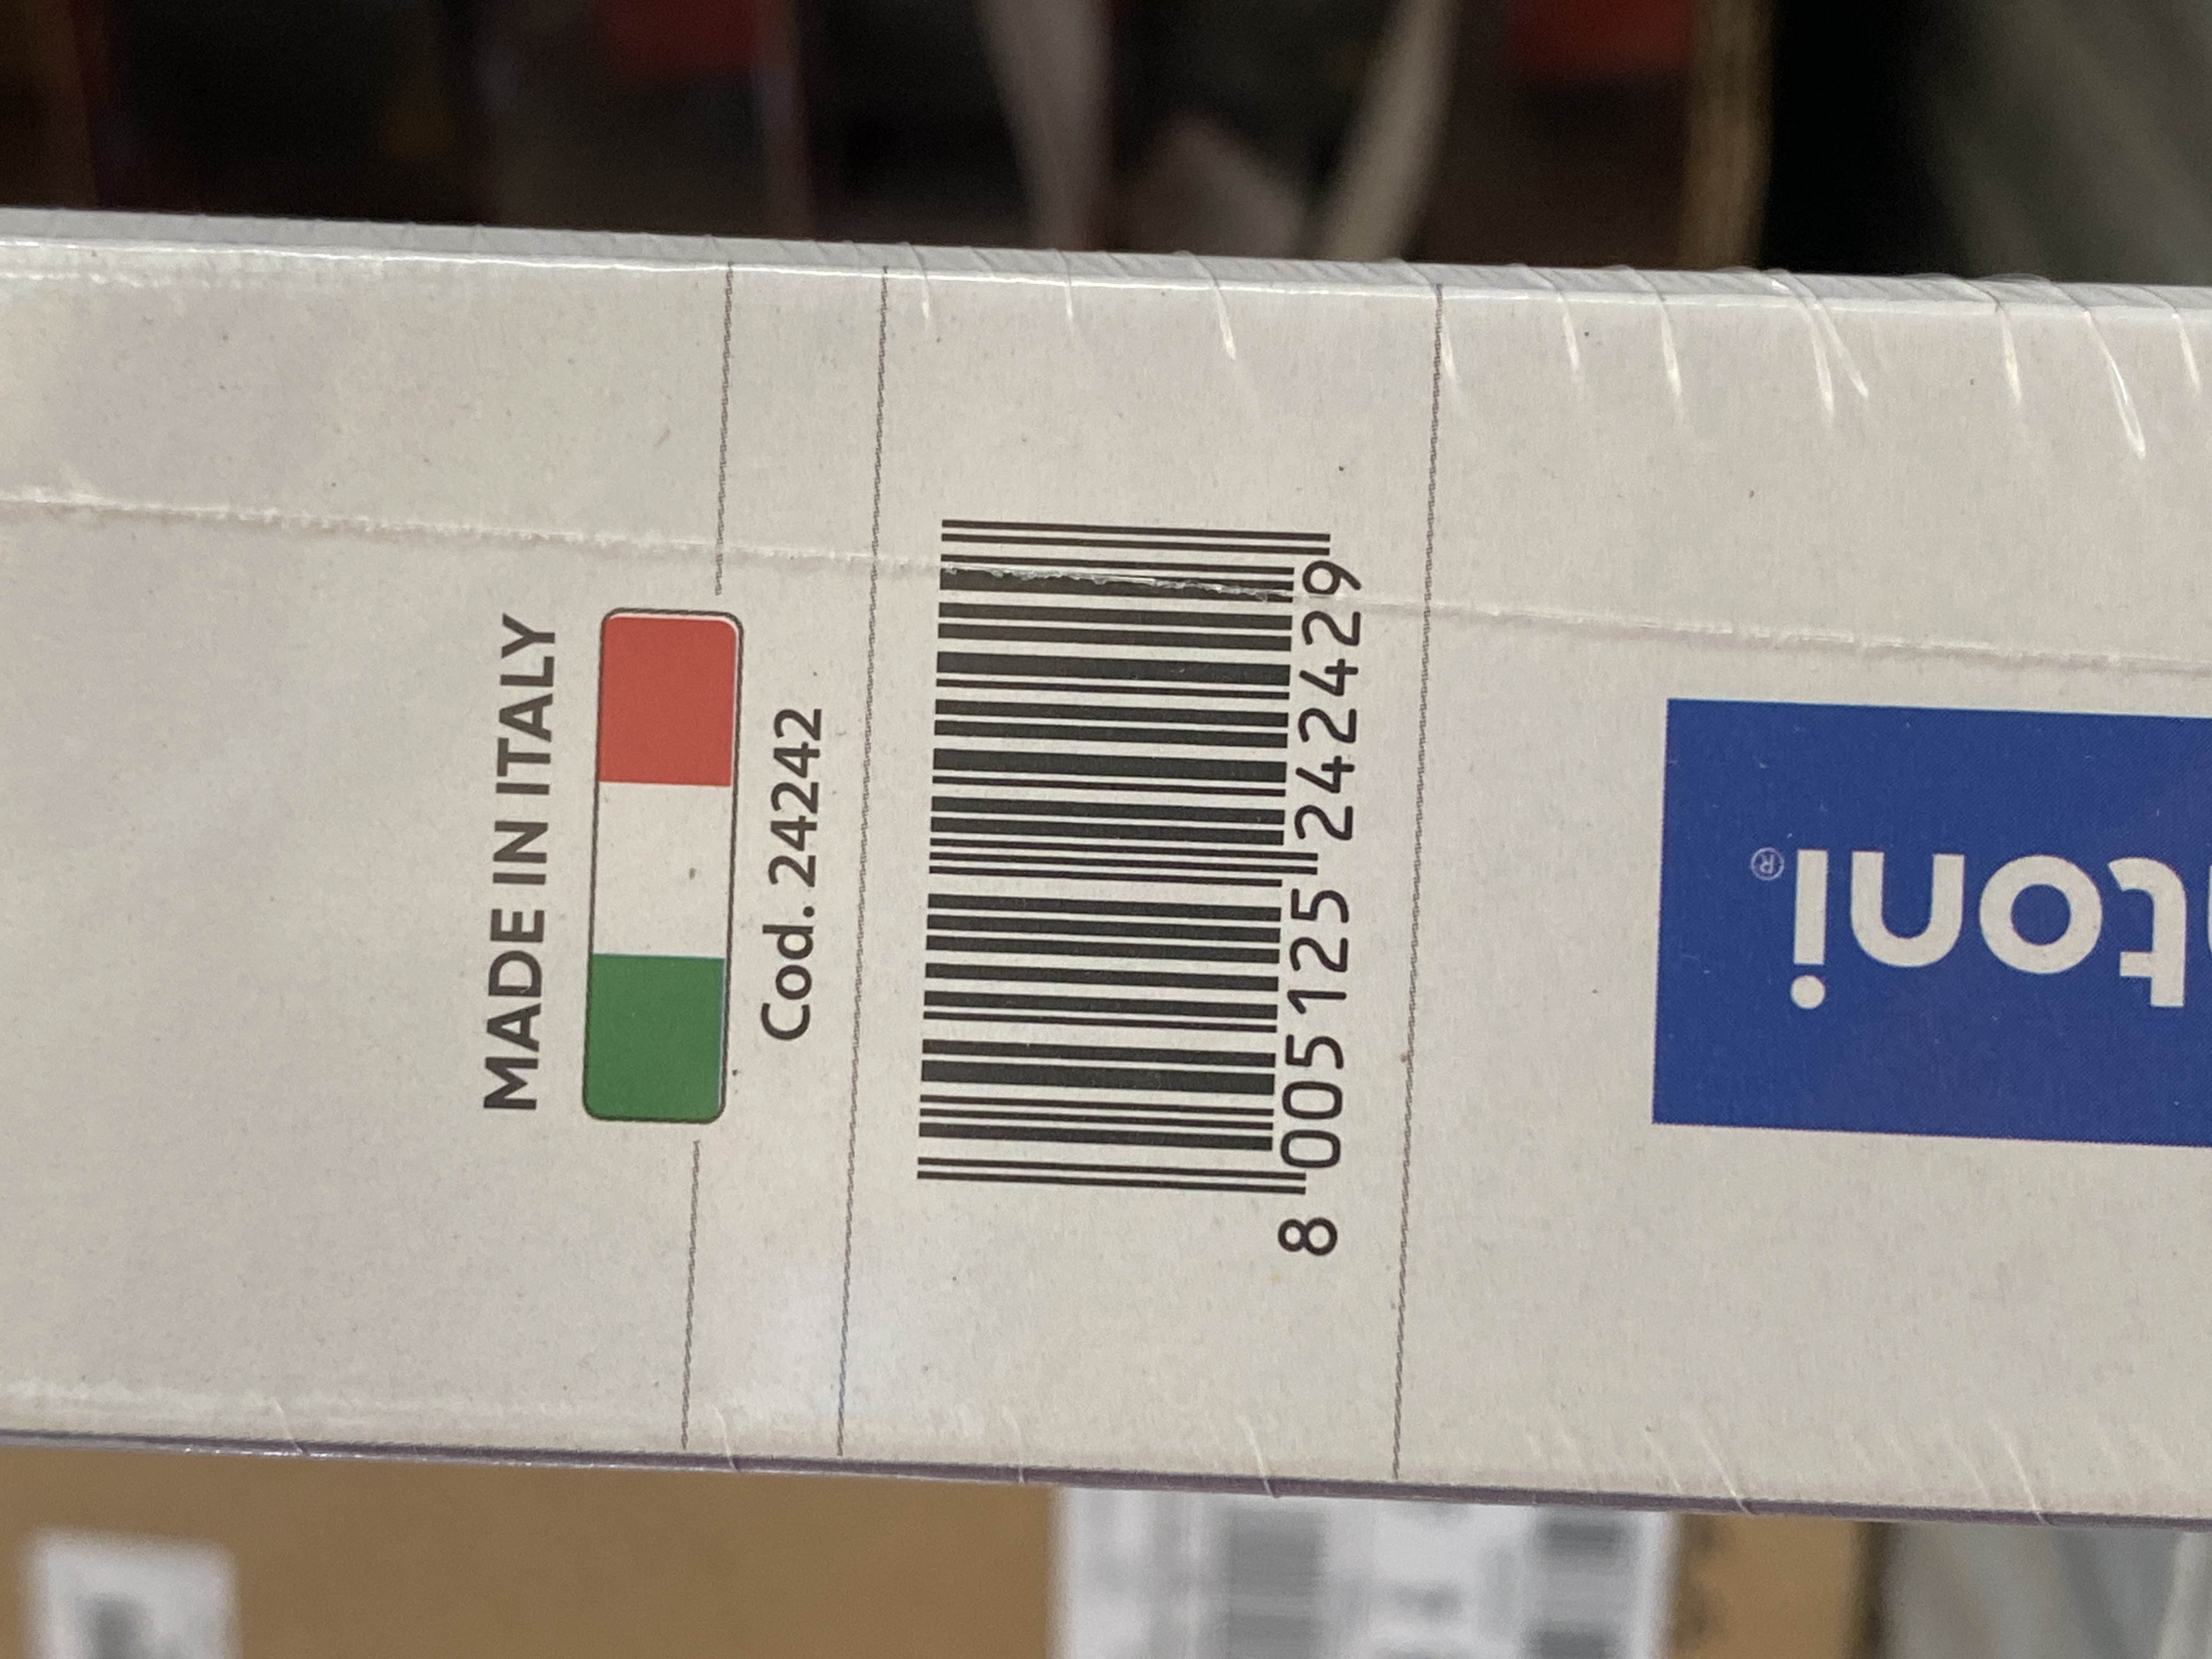 MADE IN ITALY
Cod. 24242
8 005125 242429
toni®